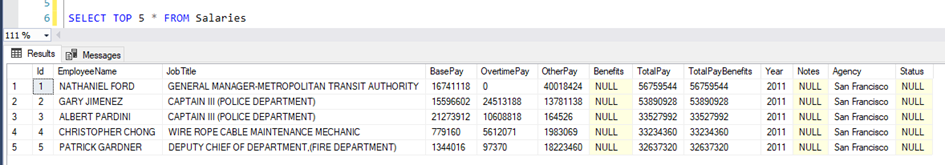 5
6 SELECT TOP 5 * FROM Salaries
111 %
Results Messages
Id EmployeeName JobTitle BasePay OvertimePay OtherPay Benefits TotalPay TotalPayBenefits Year Notes Agency Status
1 1 NATHANIEL FORD GENERAL MANAGER-METROPOLITAN TRANSIT AUTHORITY 16741118 0 40018424 NULL 56759544 56759544 2011 NULL San Francisco NULL
2 2 GARY JIMENEZ CAPTAIN III (POLICE DEPARTMENT) 15596602 24513188 13781138 NULL 53890928 53890928 2011 NULL San Francisco NULL
3 3 ALBERT PARDINI CAPTAIN III (POLICE DEPARTMENT) 21273912 10608818 164526 NULL 33527992 33527992 2011 NULL San Francisco NULL
4 4 CHRISTOPHER CHONG WIRE ROPE CABLE MAINTENANCE MECHANIC 779160 5612071 1983069 NULL 33234360 33234360 2011 NULL San Francisco NULL
5 5 PATRICK GARDNER DEPUTY CHIEF OF DEPARTMENT,(FIRE DEPARTMENT) 1344016 97370 18223460 NULL 32637320 32637320 2011 NULL San Francisco NULL